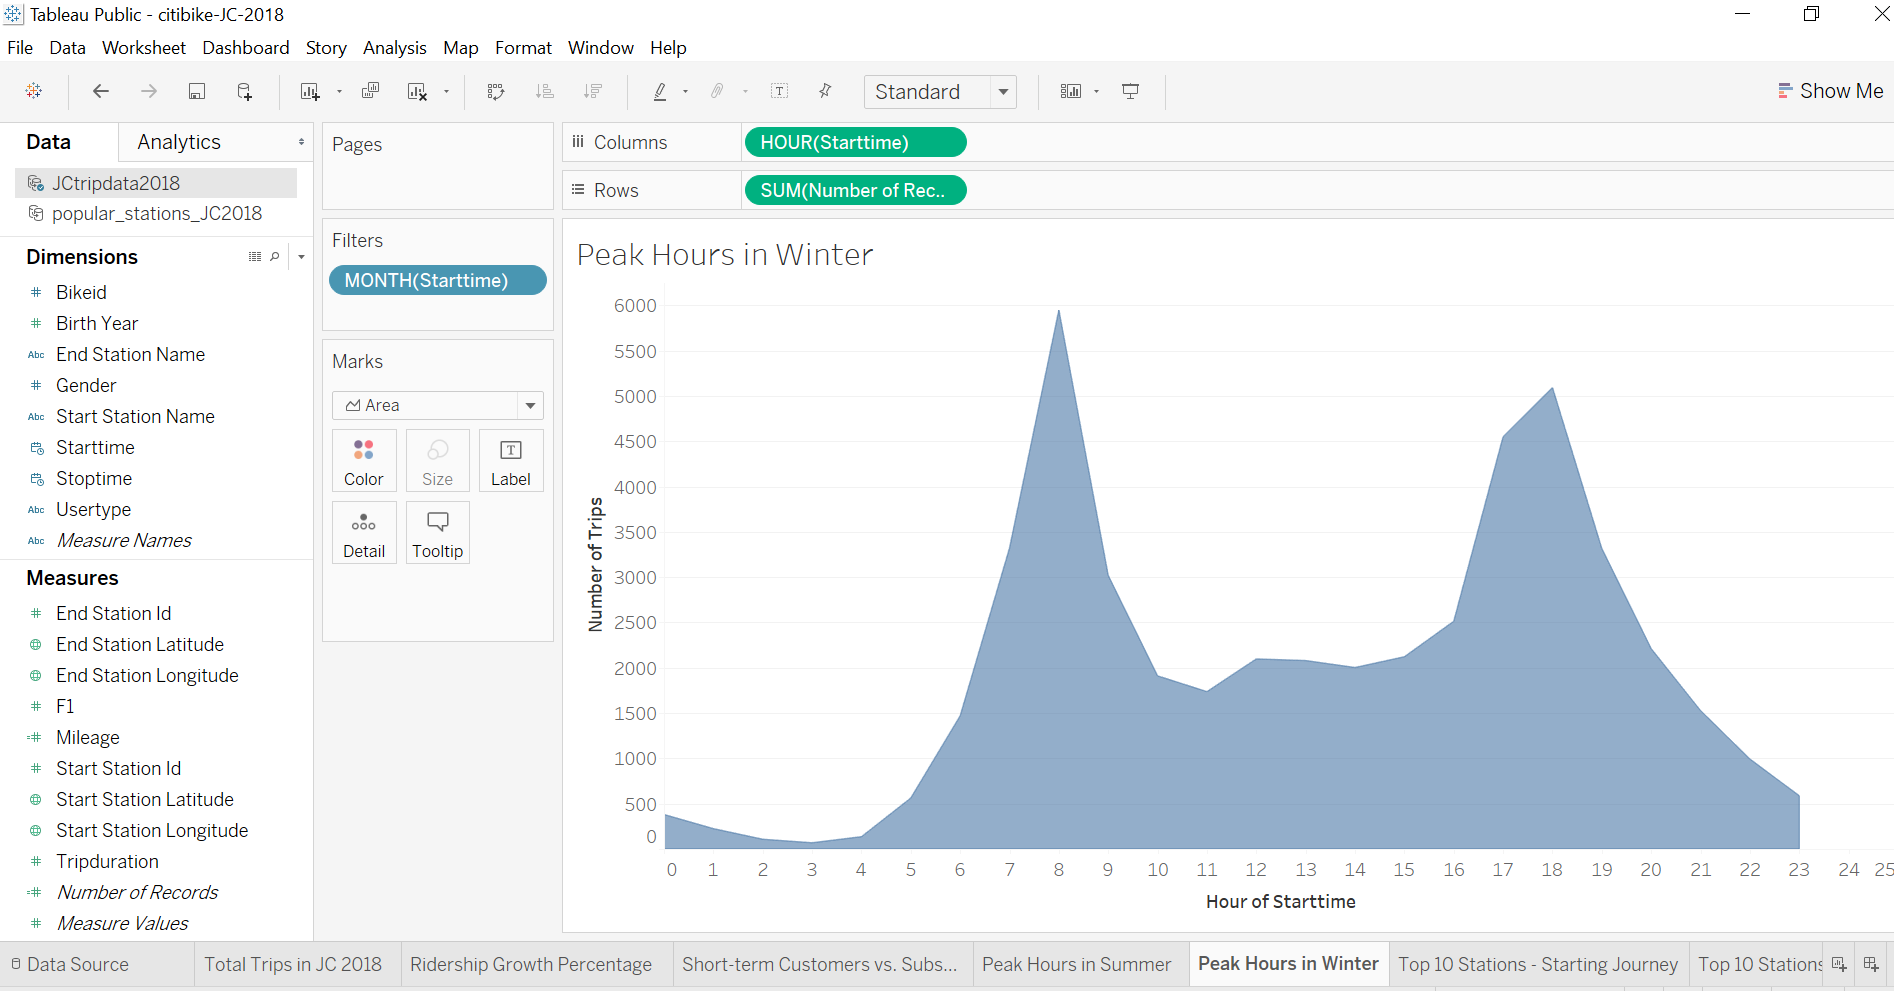 Tableau Public - citibike-JC-2018
File Data Worksheet Dashboard Story Analysis Map Format Window Help
Standard
Show Me
Data Analytics
JCtripdata2018
popular_stations_JC2018
Dimensions
# Bikeid
# Birth Year
Abc End Station Name
# Gender
Abc Start Station Name
Starttime
Stoptime
Abc Usertype
Abc Measure Names
Measures
# End Station Id
End Station Latitude
End Station Longitude
# F1
=# Mileage
# Start Station Id
Start Station Latitude
Start Station Longitude
# Tripduration
=# Number of Records
# Measure Values
Pages
Filters
MONTH(Starttime)
Marks
Area
Color Size Label
Detail Tooltip
Columns HOUR(Starttime)
Rows SUM(Number of Rec..
Peak Hours in Winter
6000
5500
5000
4500
4000
3500
3000
2500
2000
1500
1000
500
0
Number of Trips
0 1 2 3 4 5 6 7 8 9 10 11 12 13 14 15 16 17 18 19 20 21 22 23 24 25
Hour of Starttime
Data Source Total Trips in JC 2018 Ridership Growth Percentage Short-term Customers vs. Subs... Peak Hours in Summer Peak Hours in Winter Top 10 Stations - Starting Journey Top 10 Stations